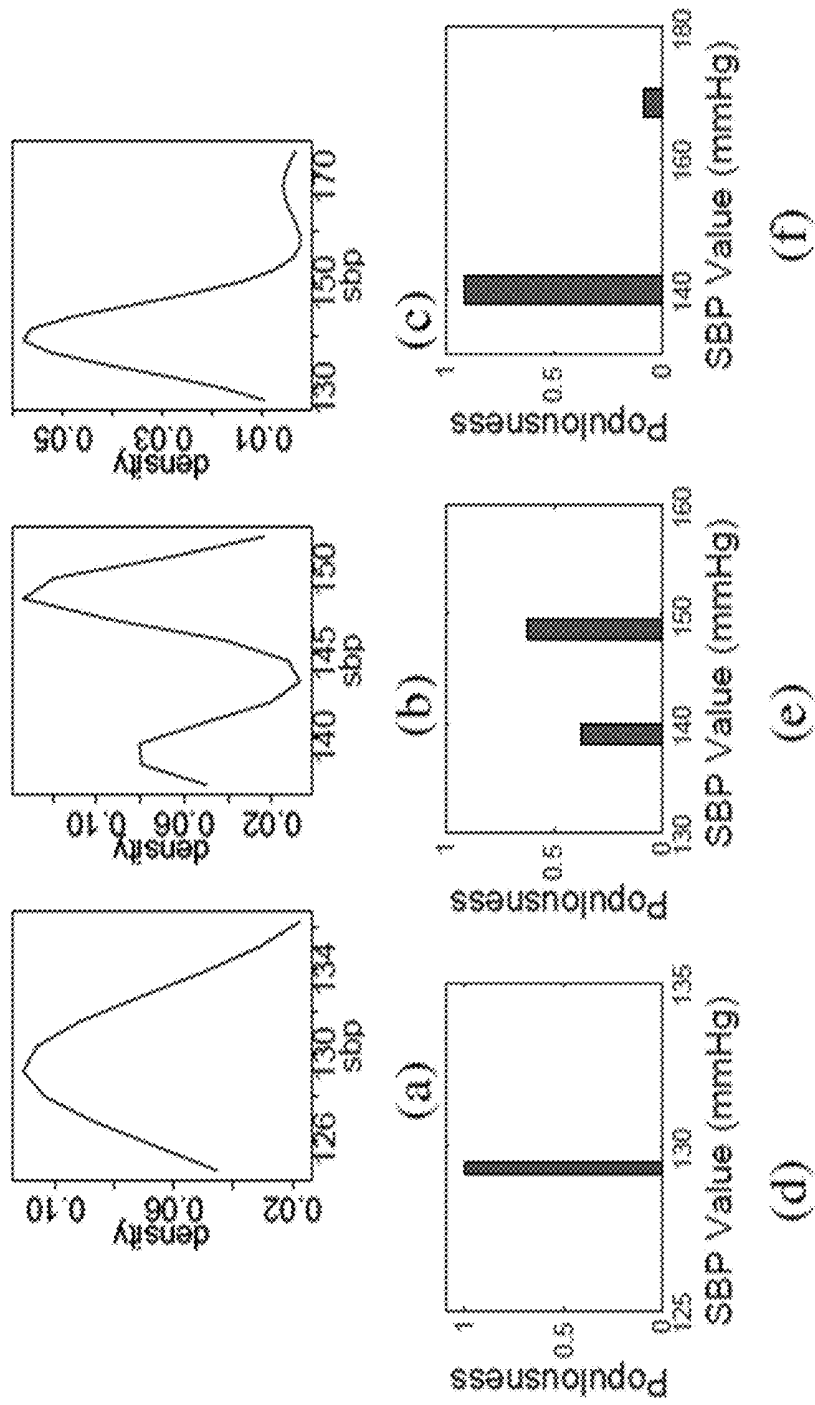 density
0.10
0.06
0.02
126
130
134
sbp
(a)
density
0.10
0.06
0.02
140
145
150
sbp
(b)
density
0.05
0.03
0.01
130
150
170
sbp
(c)
Populousness
1
0.5
0
125
130
135
SBP Value (mmHg)
(d)
Populousness
1
0.5
0
130
140
150
160
SBP Value (mmHg)
(e)
Populousness
1
0.5
0
140
160
180
SBP Value (mmHg)
(f)